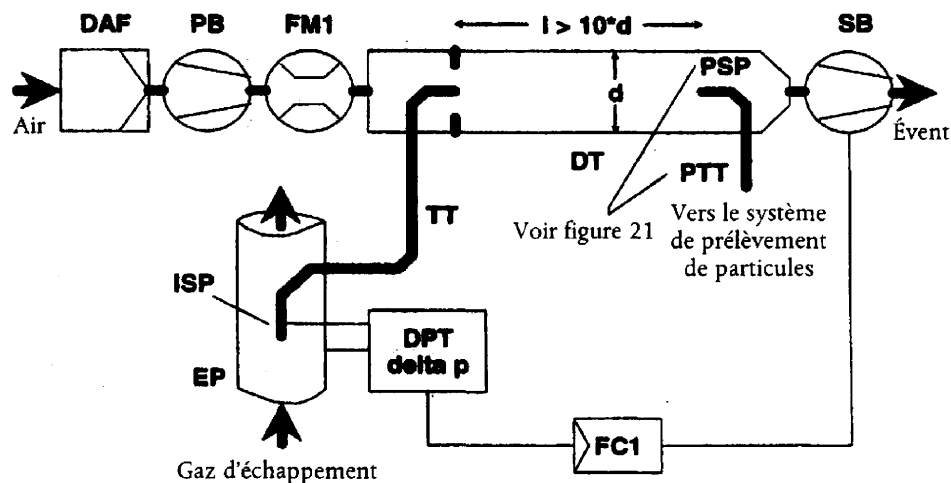 DAF
PB
FM1
l > 10*d
SB
Air
PSP
d
Évent
DT
PTT
TT
Voir figure 21
Vers le système
de prélèvement
de particules
ISP
DPT
delta p
EP
FC1
Gaz d'échappement